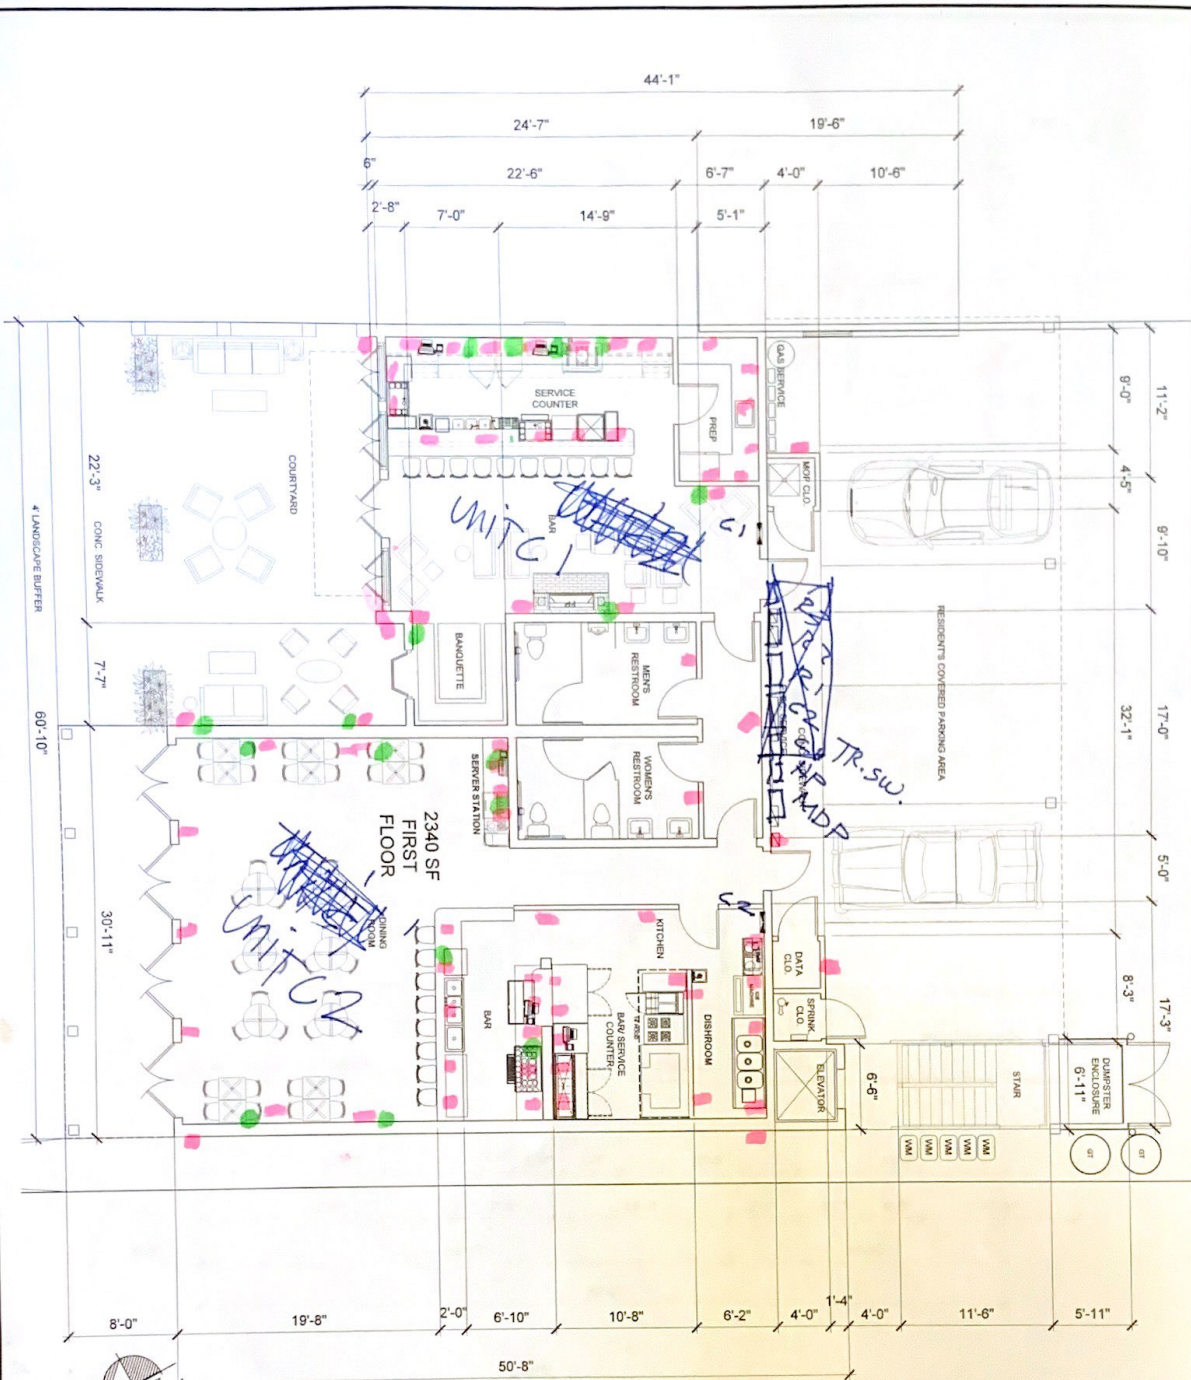 44'-1"
24'-7"
19'-6"
6"
22'-6"
6'-7"
4'-0"
10'-6"
2'-8"
7'-0"
14'-9"
5'-1"
GAS SERVICE
9'-0"
11'-2"
SERVICE
COUNTER
PREP
MOP CLO.
4'-5"
22'-3"
CONC SIDEWALK
COURTYARD
4' LANDSCAPE BUFFER
UNIT C1
BAR
C1
9'-10"
BANQUETTE
MEN'S
RESTROOM
RESIDENT'S COVERED PARKING AREA
7'-7"
60'-10"
32'-1"
17'-0"
TR.SW.
MDP
SERVER STATION
WOMEN'S
RESTROOM
2340 SF
FIRST
FLOOR
5'-0"
30'-11"
DINING
ROOM
UNIT C2
C2
KITCHEN
BAR
BAR/ SERVICE
COUNTER
DISHROOM
ICE
MACHINE
DATA
CLO.
SPRINK
CLO.
8'-3"
17'-3"
ELEVATOR
6'-6"
STAIR
DUMPSTER
ENCLOSURE
6'-11"
WM
WM
WM
WM
WM
GT
GT
8'-0"
19'-8"
2'-0"
6'-10"
10'-8"
6'-2"
4'-0"
1'-4"
4'-0"
11'-6"
5'-11"
50'-8"